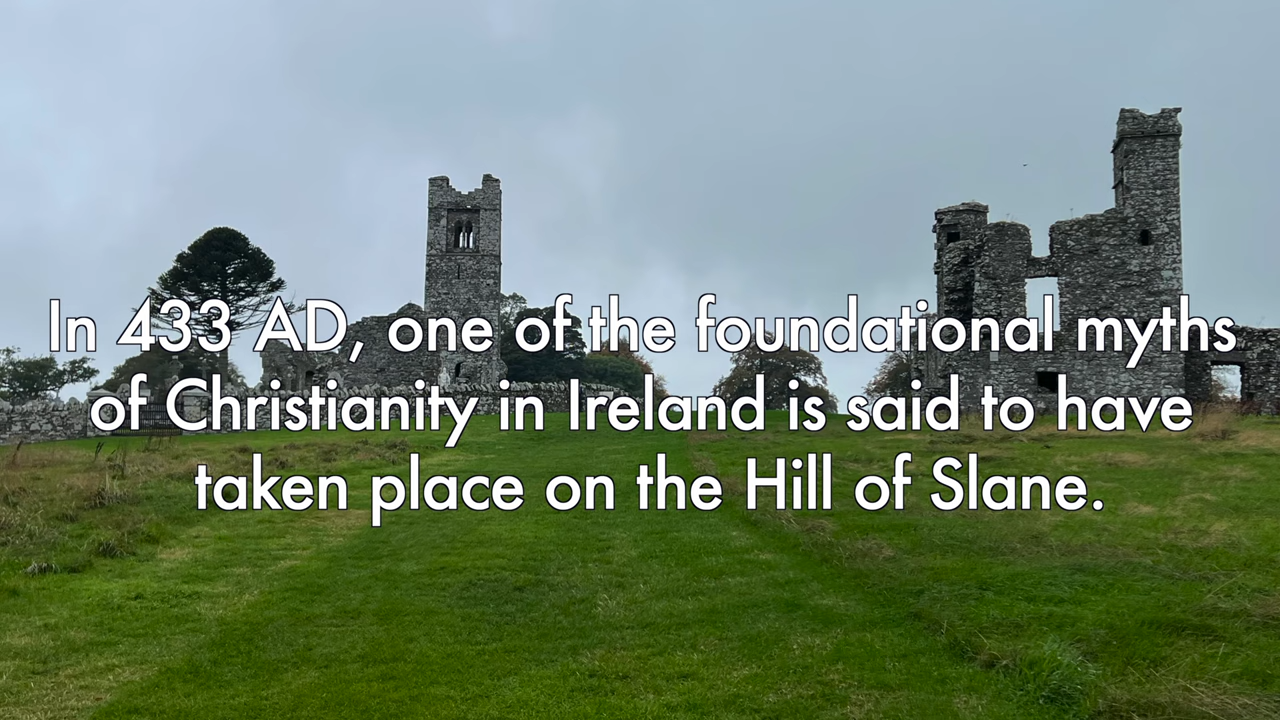 In 433 AD, one of the foundational myths
of Christianity in Ireland is said to have
taken place on the Hill of Slane.